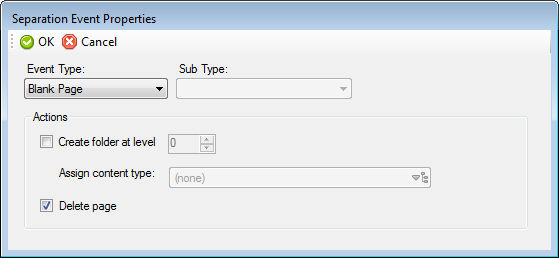 Separation Event Properties
OK Cancel
Event Type: Sub Type:
Blank Page
Actions
Create folder at level 0
Assign content type: (none)
Delete page